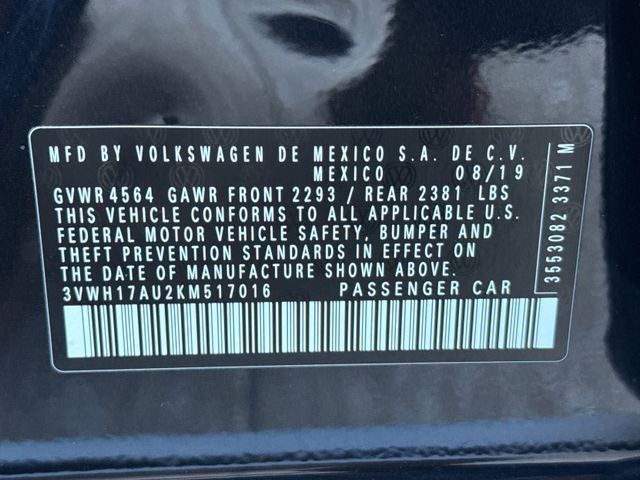 MFD BY VOLKSWAGEN DE MEXICO S.A. DE C.V.
MEXICO 08/19
GVWR 4564 GAWR FRONT 2293 / REAR 2381 LBS
THIS VEHICLE CONFORMS TO ALL APPLICABLE U.S.
FEDERAL MOTOR VEHICLE SAFETY, BUMPER AND
THEFT PREVENTION STANDARDS IN EFFECT ON
THE DATE OF MANUFACTURE SHOWN ABOVE.
3VWH17AU2KM517016 PASSENGER CAR
3553082 3371M